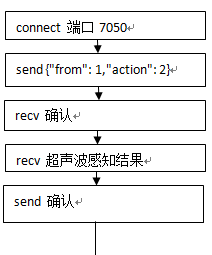 connect 端口 7050
send{"from": 1,"action": 2}
recv 确认
recv 超声波感知结果
send 确认